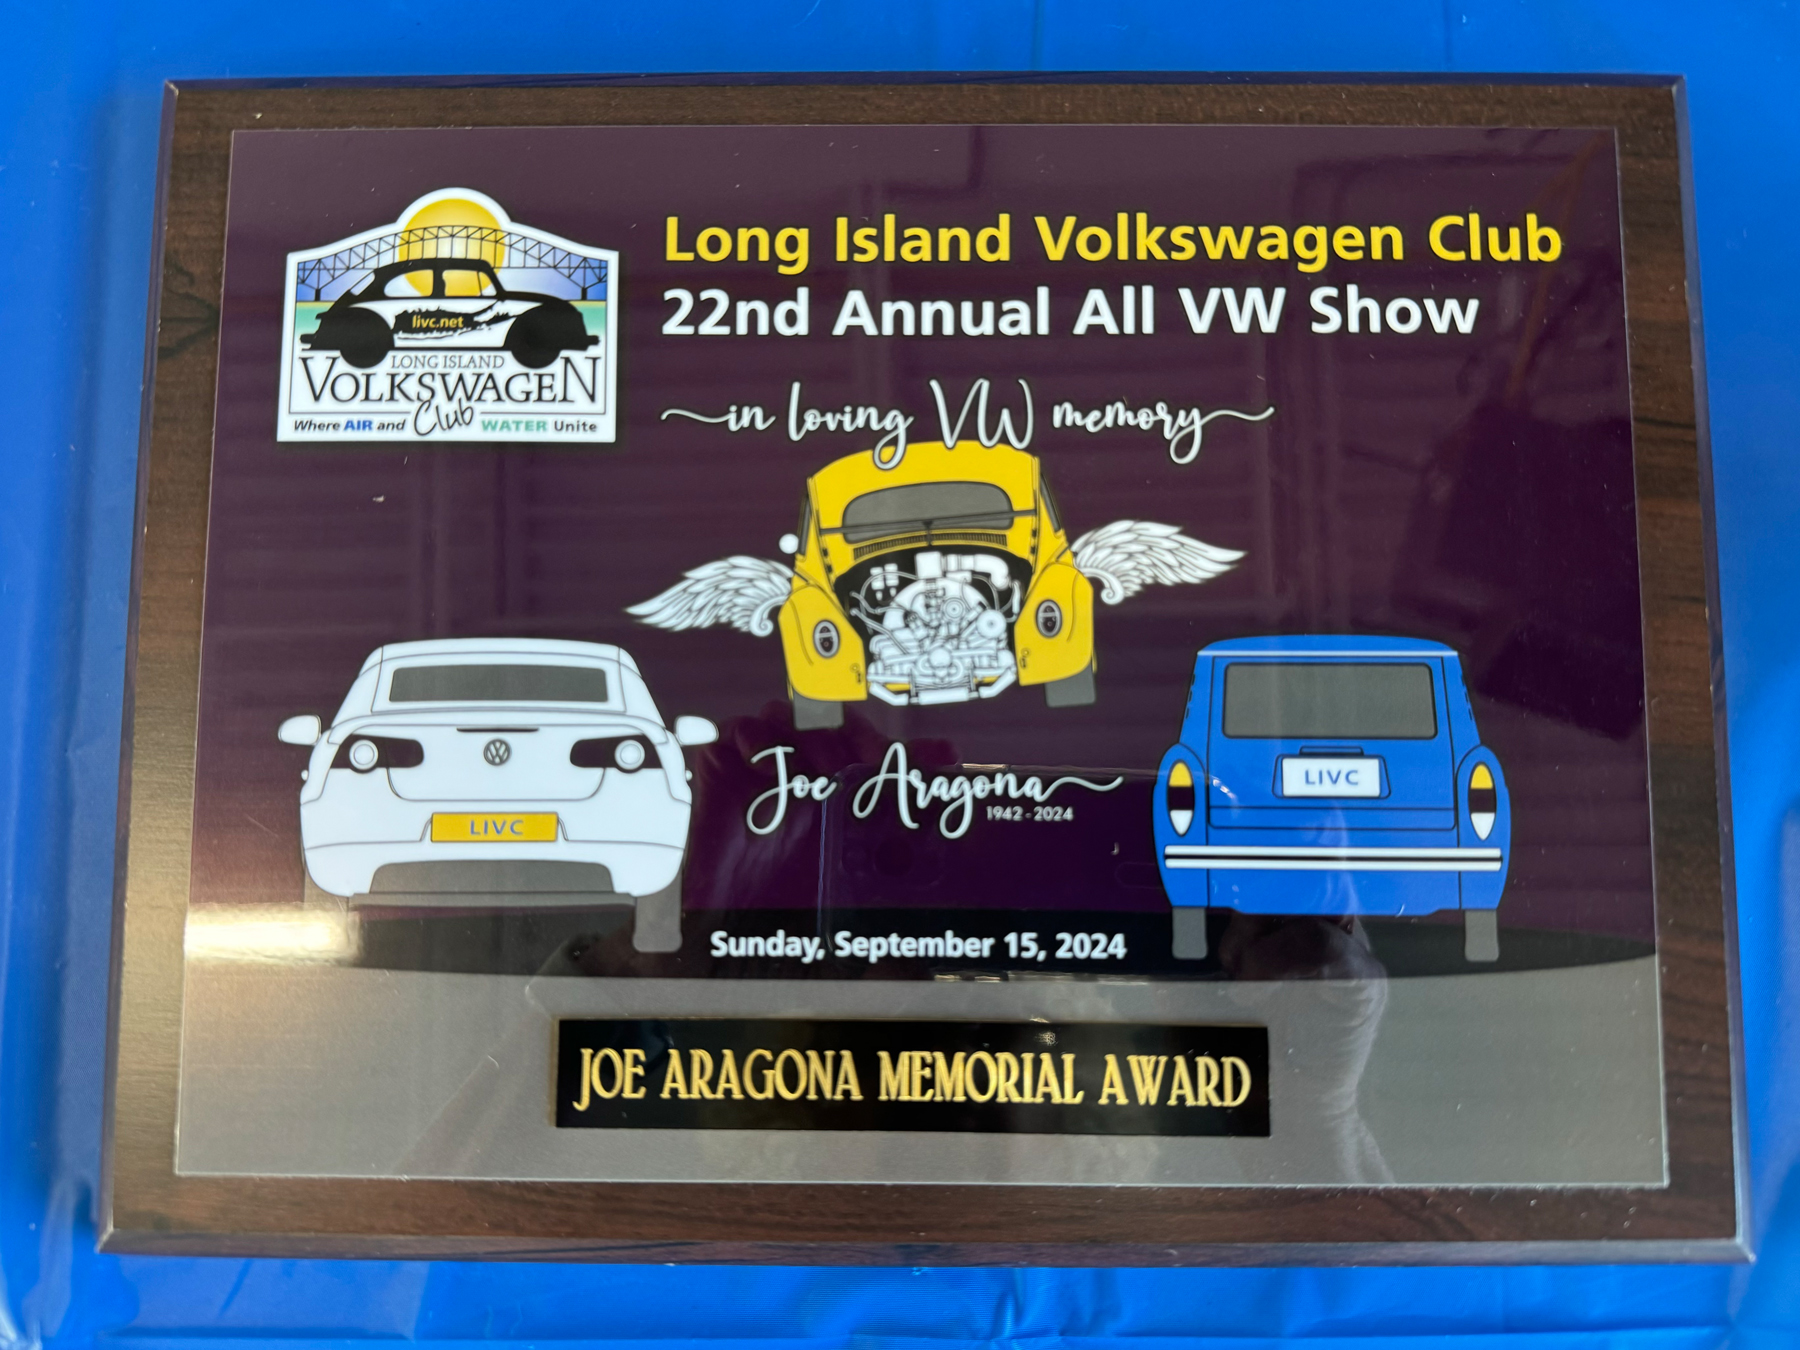 Long Island Volkswagen Club
22nd Annual All VW Show
livc.net
LONG ISLAND
VOLKSWAGEN
Club
Where AIR and WATER Unite
in loving VW memory
Joe Aragona
1942 - 2024
LIVC
LIVC
Sunday, September 15, 2024
JOE ARAGONA MEMORIAL AWARD